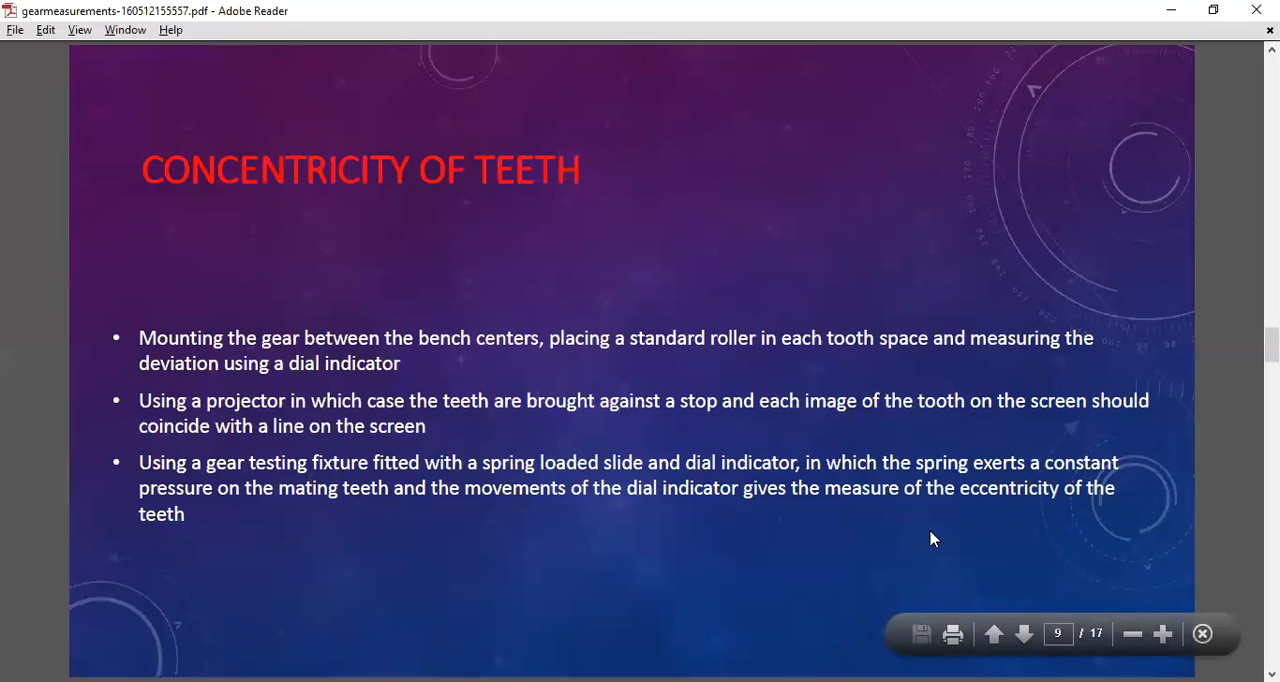 gearmeasurements-160512155557.pdf - Adobe Reader
File Edit View Window Help
CONCENTRICITY OF TEETH
• Mounting the gear between the bench centers, placing a standard roller in each tooth space and measuring the
deviation using a dial indicator
• Using a projector in which case the teeth are brought against a stop and each image of the tooth on the screen should
coincide with a line on the screen
• Using a gear testing fixture fitted with a spring loaded slide and dial indicator, in which the spring exerts a constant
pressure on the mating teeth and the movements of the dial indicator gives the measure of the eccentricity of the
teeth
9 / 17